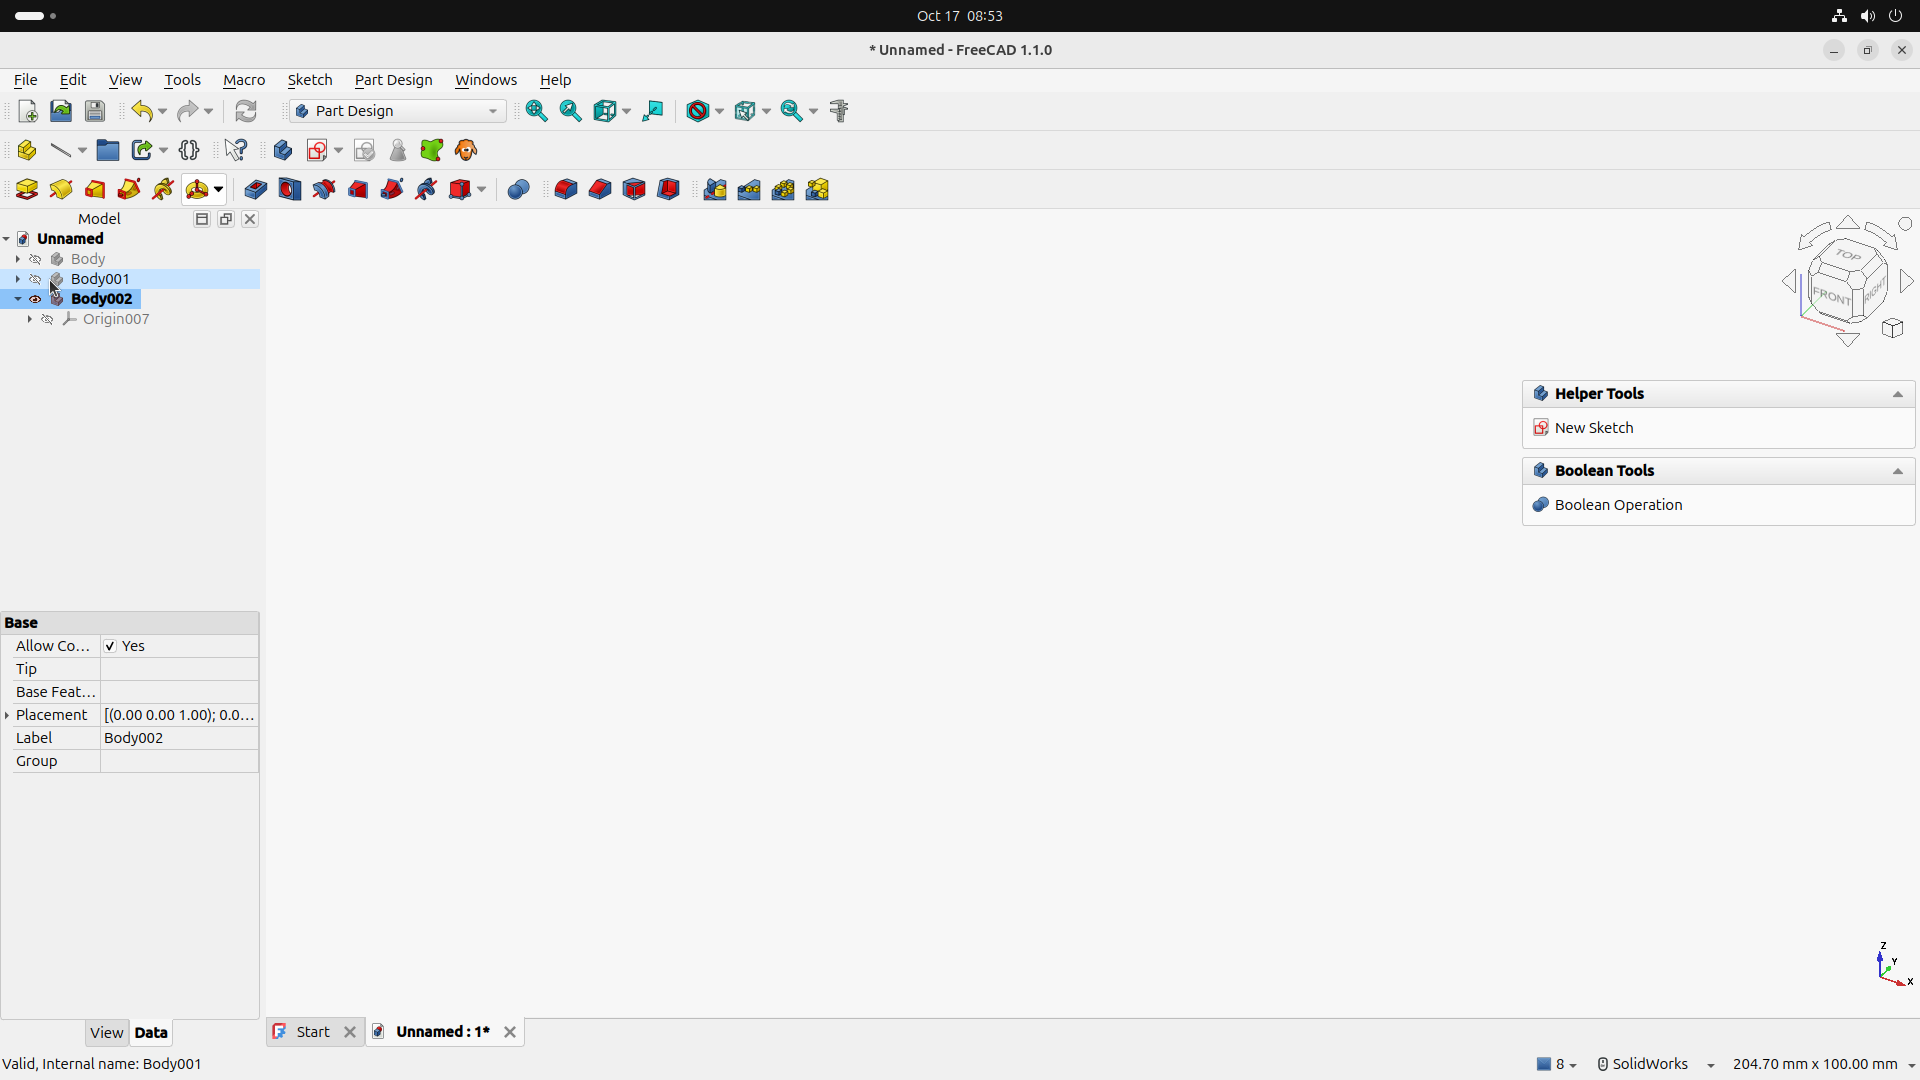 Oct 17 08:53
* Unnamed - FreeCAD 1.1.0
File Edit View Tools Macro Sketch Part Design Windows Help
Part Design
Model
Unnamed
Body
Body001
Body002
Origin007
TOP
FRONT
RIGHT
Helper Tools
New Sketch
Boolean Tools
Boolean Operation
Base
Allow Co... Yes
Tip
Base Feat...
Placement [(0.00 0.00 1.00); 0.0...
Label Body002
Group
Z
Y
X
View Data
Start Unnamed : 1*
Valid, Internal name: Body001
8 SolidWorks 204.70 mm x 100.00 mm